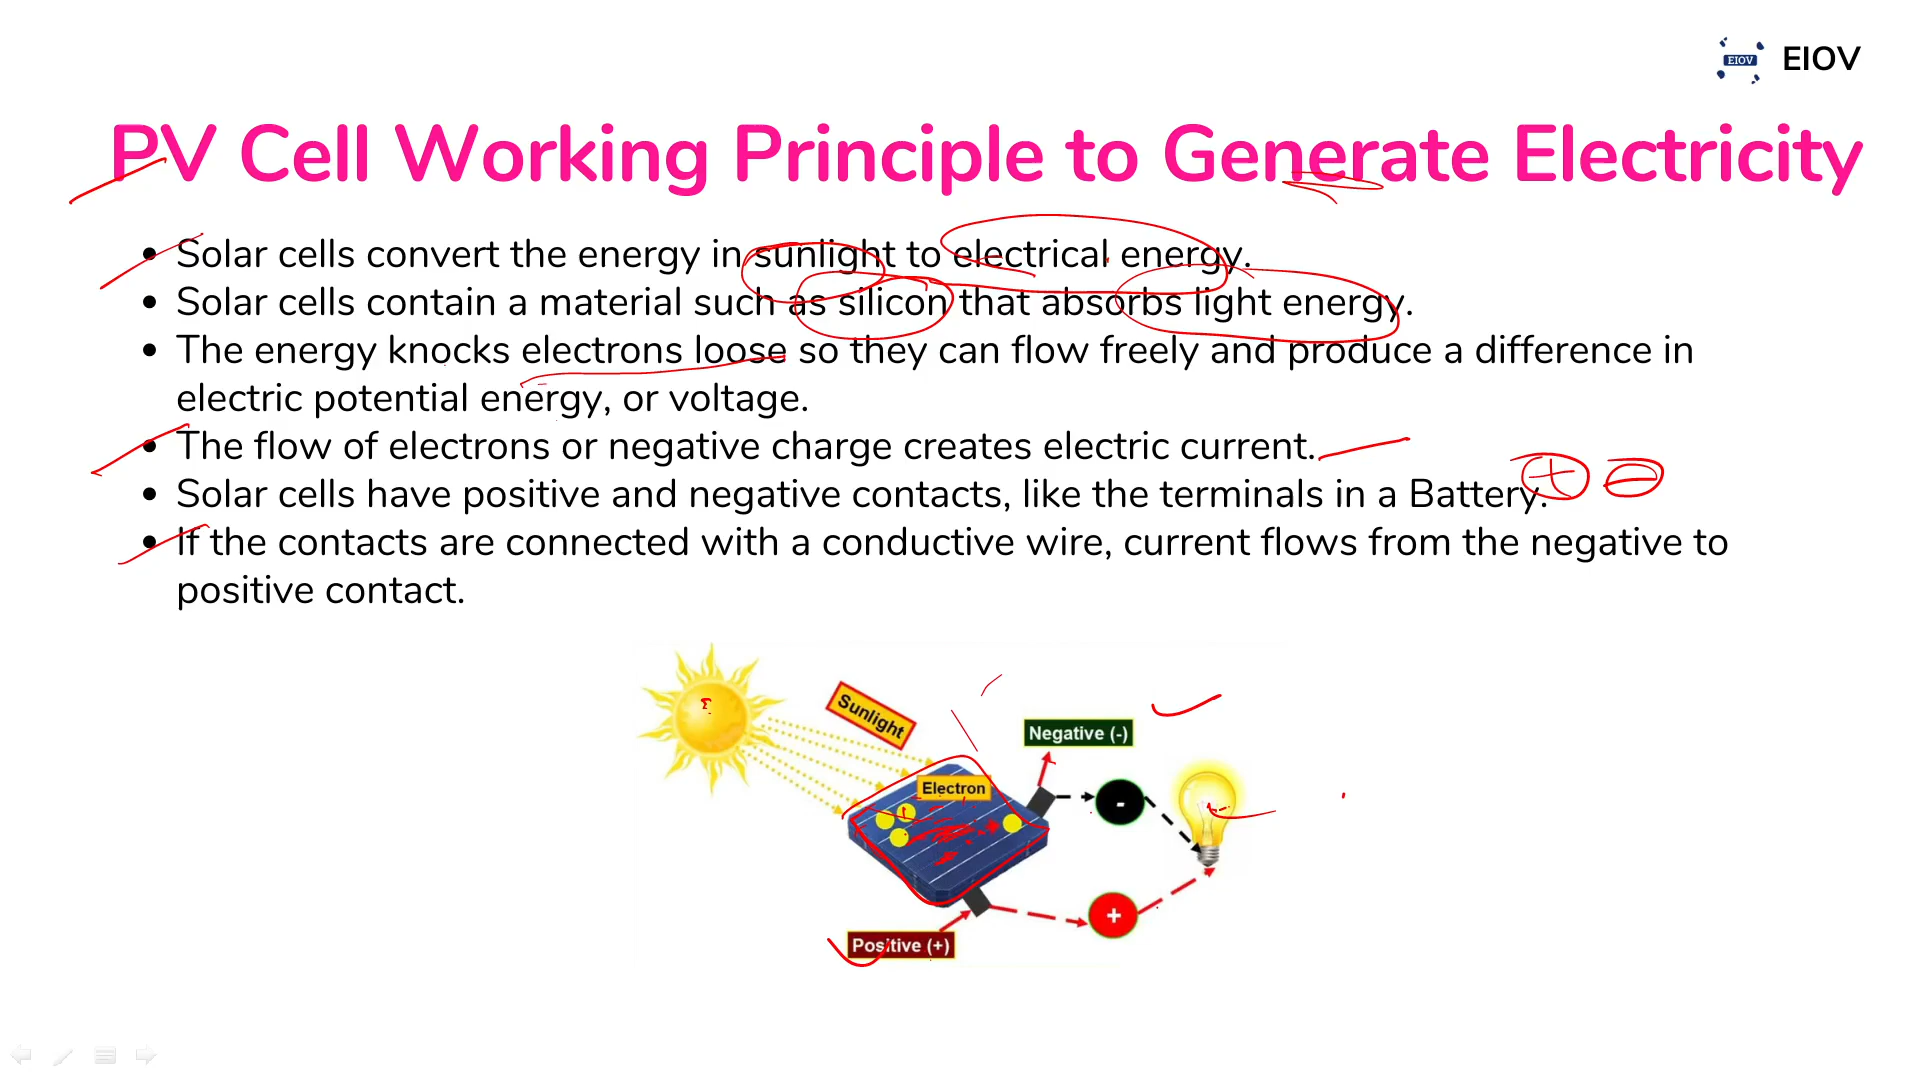 EIOV EIOV
PV Cell Working Principle to Generate Electricity
• Solar cells convert the energy in sunlight to electrical energy.
• Solar cells contain a material such as silicon that absorbs light energy.
• The energy knocks electrons loose so they can flow freely and produce a difference in
electric potential energy, or voltage.
• The flow of electrons or negative charge creates electric current.
• Solar cells have positive and negative contacts, like the terminals in a Battery.
+ -
• If the contacts are connected with a conductive wire, current flows from the negative to
positive contact.
Sunlight
Negative (-)
Electron
-
+
Positive (+)